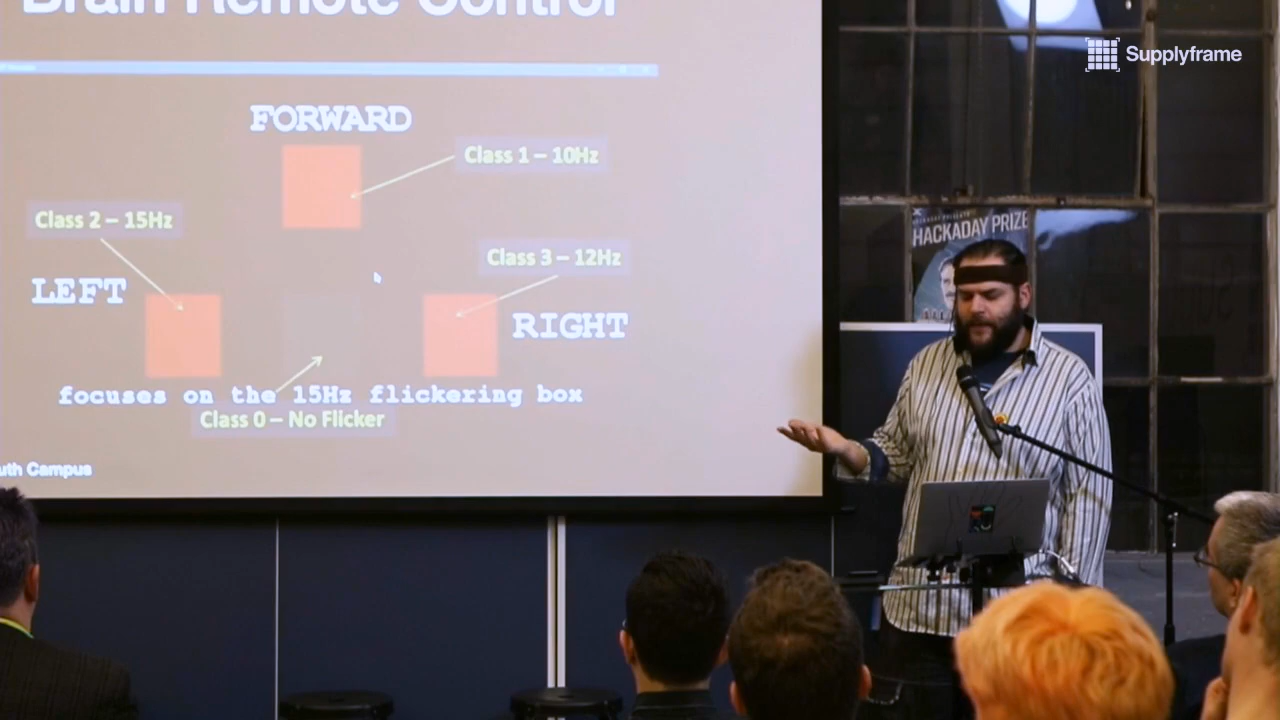 Brain Remote Control
Supplyframe
FORWARD
Class 1 – 10Hz
Class 2 – 15Hz
HACKADAY PRIZE
Class 3 – 12Hz
LEFT
RIGHT
focuses on the 15Hz flickering box
Class 0 – No Flicker
uth Campus